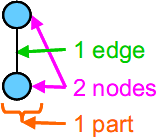 1 edge
2 nodes
1 part